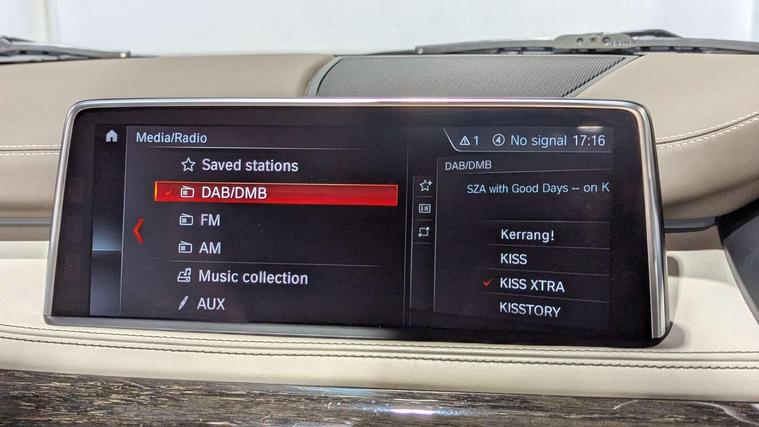 Media/Radio
1 No signal 17:16
Saved stations
DAB/DMB
FM
AM
Music collection
AUX
DAB/DMB
SZA with Good Days -- on K
Kerrang!
KISS
KISS XTRA
KISSTORY